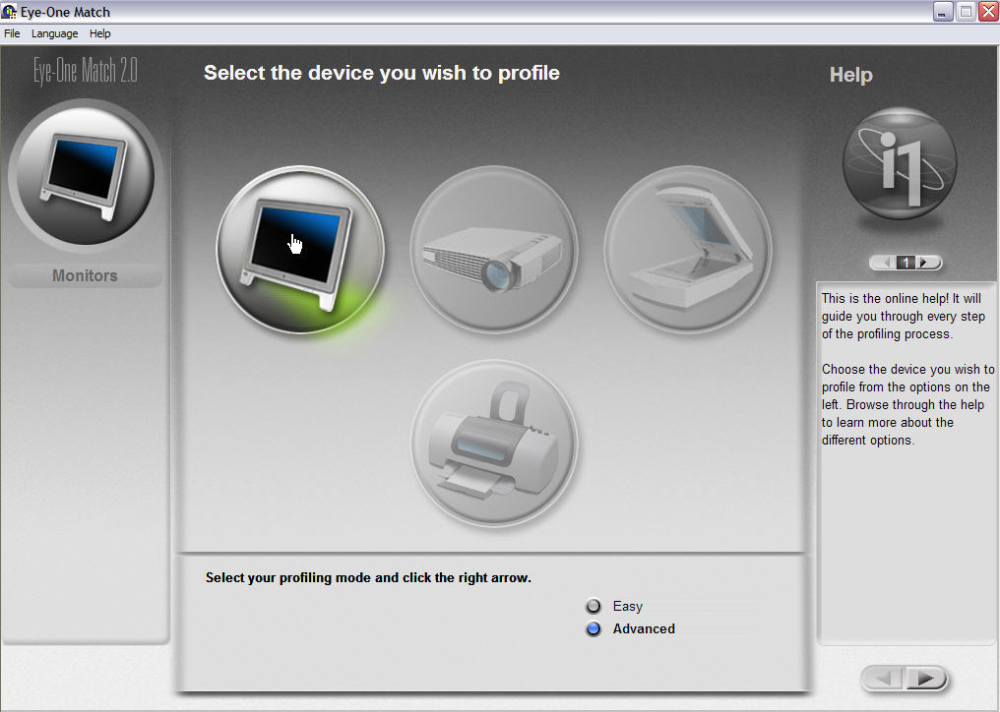 Eye-One Match
File Language Help
Eye-One Match 2.0
Select the device you wish to profile
Help
i1
Monitors
1
This is the online help! It will
guide you through every step
of the profiling process.
Choose the device you wish to
profile from the options on the
left. Browse through the help
to learn more about the
different options.
Select your profiling mode and click the right arrow.
Easy
Advanced